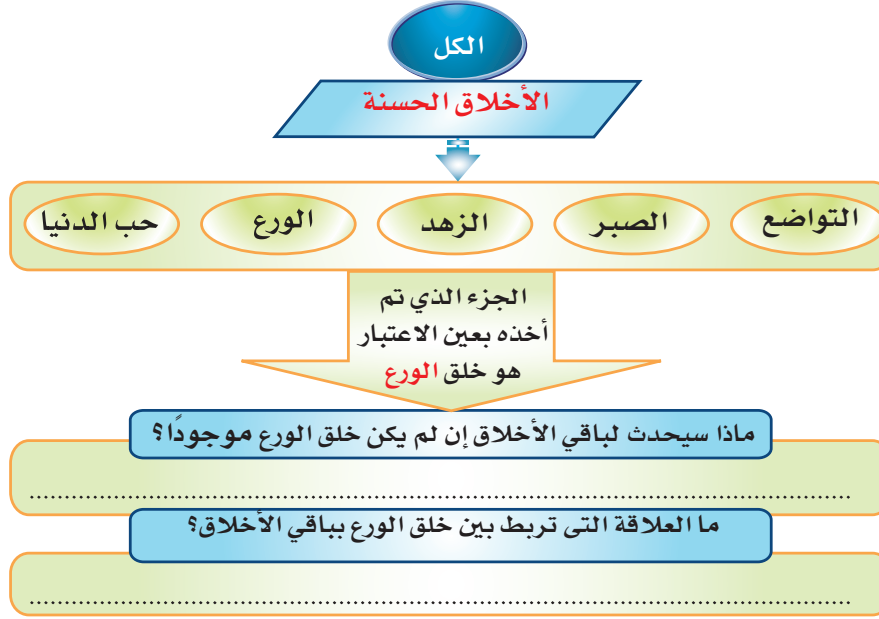 الكل
الأخلاق الحسنة
التواضع الصبر الزهد الورع حب الدنيا
الجزء الذي تم
أخذه بعين الاعتبار
هو خلق الورع
ماذا سيحدث لباقي الأخلاق إن لم يكن خلق الورع موجودًا؟
................................................................................
ما العلاقة التى تربط بين خلق الورع بباقي الأخلاق؟
................................................................................